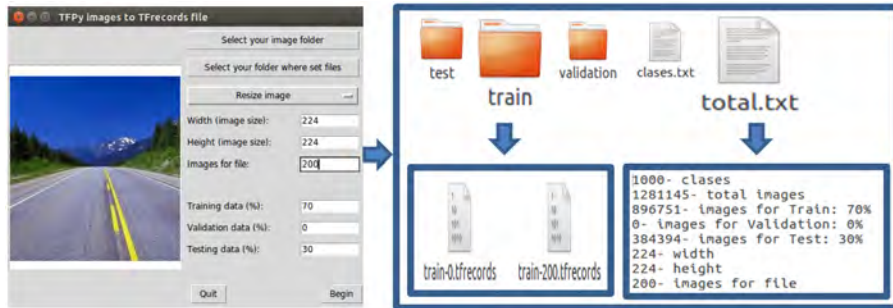 TFPy images to TFrecords file
Select your image folder
Select your folder where set files
Resize image
Width (image size): 224
Height (image size): 224
Images for file: 200
Training data (%): 70
Validation data (%): 0
Testing data (%): 30
Quit Begin
test
train
validation
clases.txt
total.txt
train-0.tfrecords
train-200.tfrecords
1000- clases
1281145- total images
896751- images for Train: 70%
0- images for Validation: 0%
384394- images for Test: 30%
224- width
224- height
200- images for file